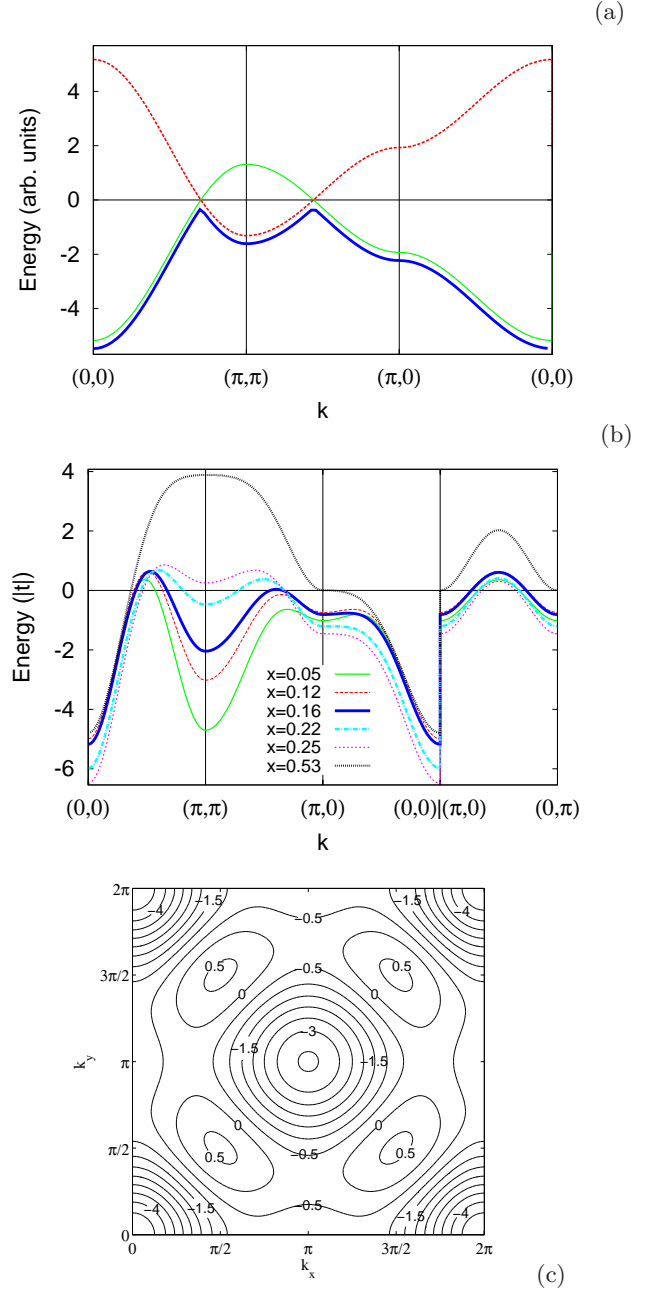 (a)
Energy (arb. units)
4
2
0
-2
-4
(0,0) (π,π) (π,0) (0,0)
k
(b)
Energy (|t|)
4
2
0
-2
-4
-6
x=0.05
x=0.12
x=0.16
x=0.22
x=0.25
x=0.53
(0,0) (π,π) (π,0) (0,0)|(π,0) (0,π)
k
2π
3π/2
π
π/2
0
k_y
-4 -1.5 -0.5 -1.5 -4
0.5 -0.5 0.5
0 0
-3
-1.5 -1.5
0 0
0.5 -0.5 0.5
-0.5
-4 -1.5 -1.5 -4
0 π/2 π 3π/2 2π
k_x
(c)